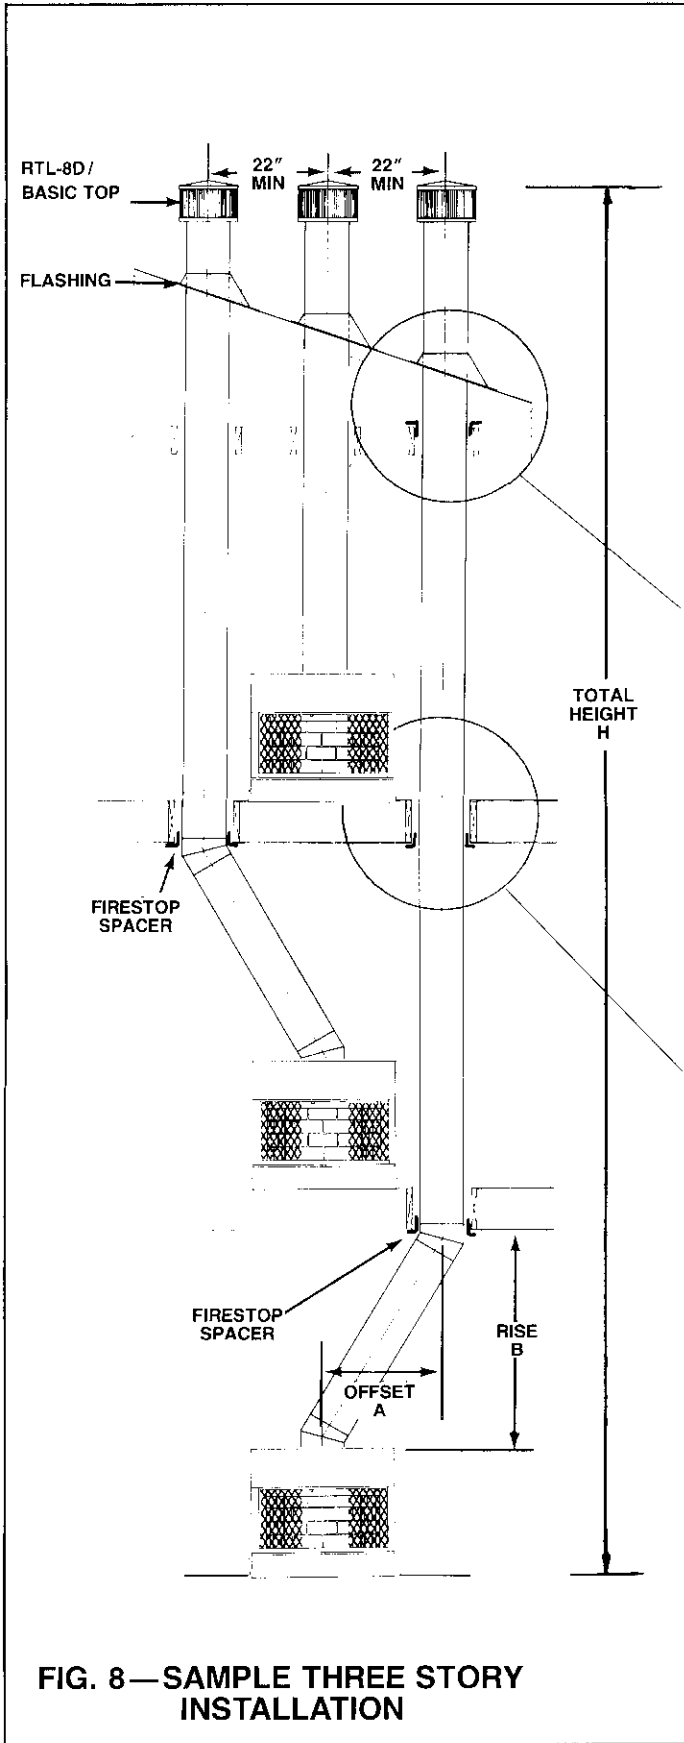 RTL-8D/
BASIC TOP
22"
MIN
22"
MIN
FLASHING
TOTAL
HEIGHT
H
FIRESTOP
SPACER
FIRESTOP
SPACER
RISE
B
OFFSET
A
FIG. 8—SAMPLE THREE STORY
INSTALLATION